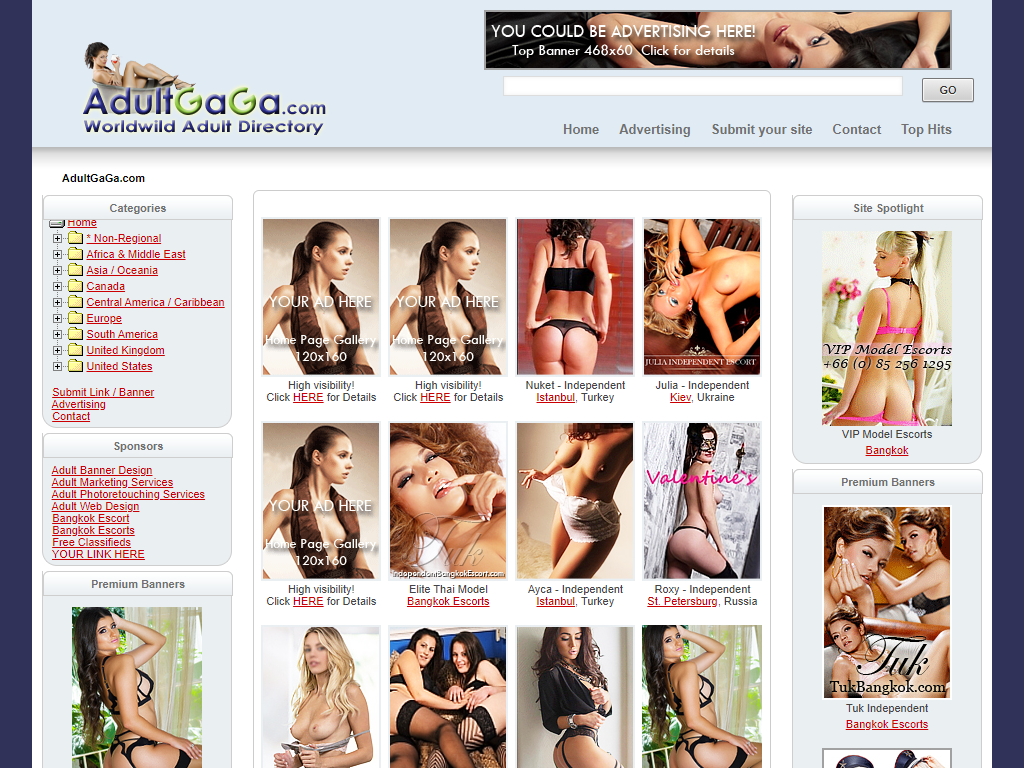 YOU COULD BE ADVERTISING HERE!
Top Banner 468x60 Click for details
AdultGaGa.com
Worldwild Adult Directory
GO
Home Advertising Submit your site Contact Top Hits
AdultGaGa.com
Categories
Home
* Non-Regional
Africa & Middle East
Asia / Oceania
Canada
Central America / Caribbean
Europe
South America
United Kingdom
United States
Submit Link / Banner
Advertising
Contact
Sponsors
Adult Banner Design
Adult Marketing Services
Adult Photoretouching Services
Adult Web Design
Bangkok Escort
Bangkok Escorts
Free Classifieds
YOUR LINK HERE
Premium Banners
YOUR AD HERE
Home Page Gallery
120x160
High visibility!
Click HERE for Details
YOUR AD HERE
Home Page Gallery
120x160
High visibility!
Click HERE for Details
Nuket - Independent
Istanbul, Turkey
JULIA INDEPENDENT ESCORT
Julia - Independent
Kiev, Ukraine
YOUR AD HERE
Home Page Gallery
120x160
High visibility!
Click HERE for Details
Tuk
IndependentBangkokEscort.com
Elite Thai Model
Bangkok Escorts
Ayca - Independent
Istanbul, Turkey
Valentine's
Roxy - Independent
St. Petersburg, Russia
Site Spotlight
VIP Model Escorts
+66 (0) 85 256 1295
VIP Model Escorts
Bangkok
Premium Banners
Tuk
TukBangkok.com
Tuk Independent
Bangkok Escorts